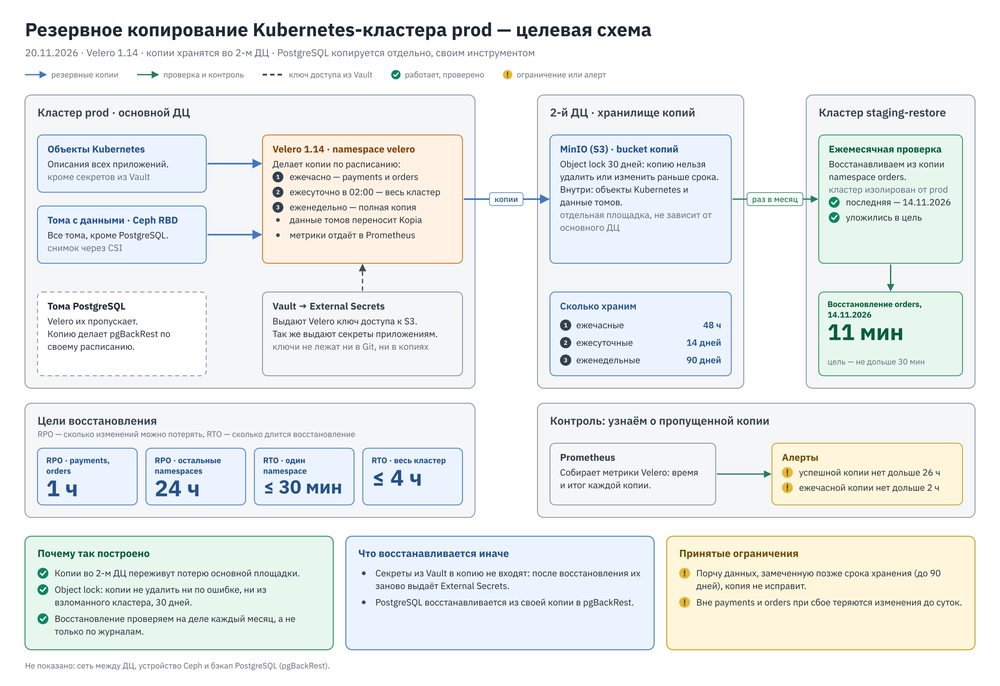 Резервное копирование Kubernetes-кластера prod — целевая схема
20.11.2026 · Velero 1.14 · копии хранятся во 2-м ДЦ · PostgreSQL копируется отдельно, своим инструментом
резервные копии
проверка и контроль
ключ доступа из Vault
работает, проверено
ограничение или алерт
Кластер prod · основной ДЦ
Объекты Kubernetes
Описания всех приложений.
кроме секретов из Vault
Тома с данными · Ceph RBD
Все тома, кроме PostgreSQL.
снимок через CSI
Тома PostgreSQL
Velero их пропускает.
Копию делает pgBackRest по
своему расписанию.
Velero 1.14 · namespace velero
Делает копии по расписанию:
1 ежечасно — payments и orders
2 ежесуточно в 02:00 — весь кластер
3 еженедельно — полная копия
• данные томов переносит Kopia
• метрики отдаёт в Prometheus
Vault → External Secrets
Выдают Velero ключ доступа к S3.
Так же выдают секреты приложениям.
ключи не лежат ни в Git, ни в копиях
копии
2-й ДЦ · хранилище копий
MinIO (S3) · bucket копий
Object lock 30 дней: копию нельзя
удалить или изменить раньше срока.
Внутри: объекты Kubernetes и
данные томов.
отдельная площадка, не зависит от
основного ДЦ
Сколько храним
1 ежечасные 48 ч
2 ежесуточные 14 дней
3 еженедельные 90 дней
раз в месяц
Кластер staging-restore
Ежемесячная проверка
Восстанавливаем из копии
namespace orders.
кластер изолирован от prod
последняя — 14.11.2026
уложились в цель
Восстановление orders,
14.11.2026
11 мин
цель — не дольше 30 мин
Цели восстановления
RPO — сколько изменений можно потерять, RTO — сколько длится восстановление
RPO · payments,
orders
1 ч
RPO · остальные
namespaces
24 ч
RTO · один
namespace
≤ 30 мин
RTO · весь кластер
≤ 4 ч
Контроль: узнаём о пропущенной копии
Prometheus
Собирает метрики Velero: время
и итог каждой копии.
Алерты
! успешной копии нет дольше 26 ч
! ежечасной копии нет дольше 2 ч
Почему так построено
Копии во 2-м ДЦ переживут потерю основной площадки.
Object lock: копии не удалить ни по ошибке, ни из
взломанного кластера, 30 дней.
Восстановление проверяем на деле каждый месяц, а не
только по журналам.
Что восстанавливается иначе
• Секреты из Vault в копию не входят: после восстановления их
заново выдаёт External Secrets.
• PostgreSQL восстанавливается из своей копии в pgBackRest.
Принятые ограничения
! Порчу данных, замеченную позже срока хранения (до 90
дней), копия не исправит.
! Вне payments и orders при сбое теряются изменения до суток.
Не показано: сеть между ДЦ, устройство Ceph и бэкап PostgreSQL (pgBackRest).